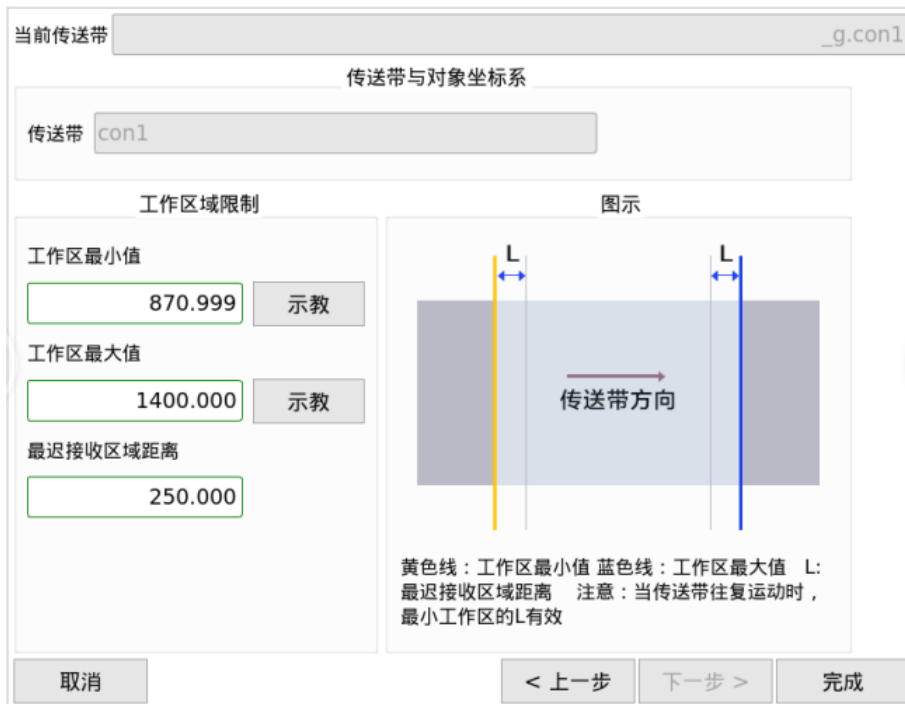 当前传送带 _g.con1
传送带与对象坐标系
传送带 con1
工作区域限制
工作区最小值
870.999 示教
工作区最大值
1400.000 示教
最迟接收区域距离
250.000
图示
L L
传送带方向
黄色线：工作区最小值 蓝色线：工作区最大值 L:
最迟接收区域距离 注意：当传送带往复运动时，
最小工作区的L有效
取消 < 上一步 下一步 > 完成